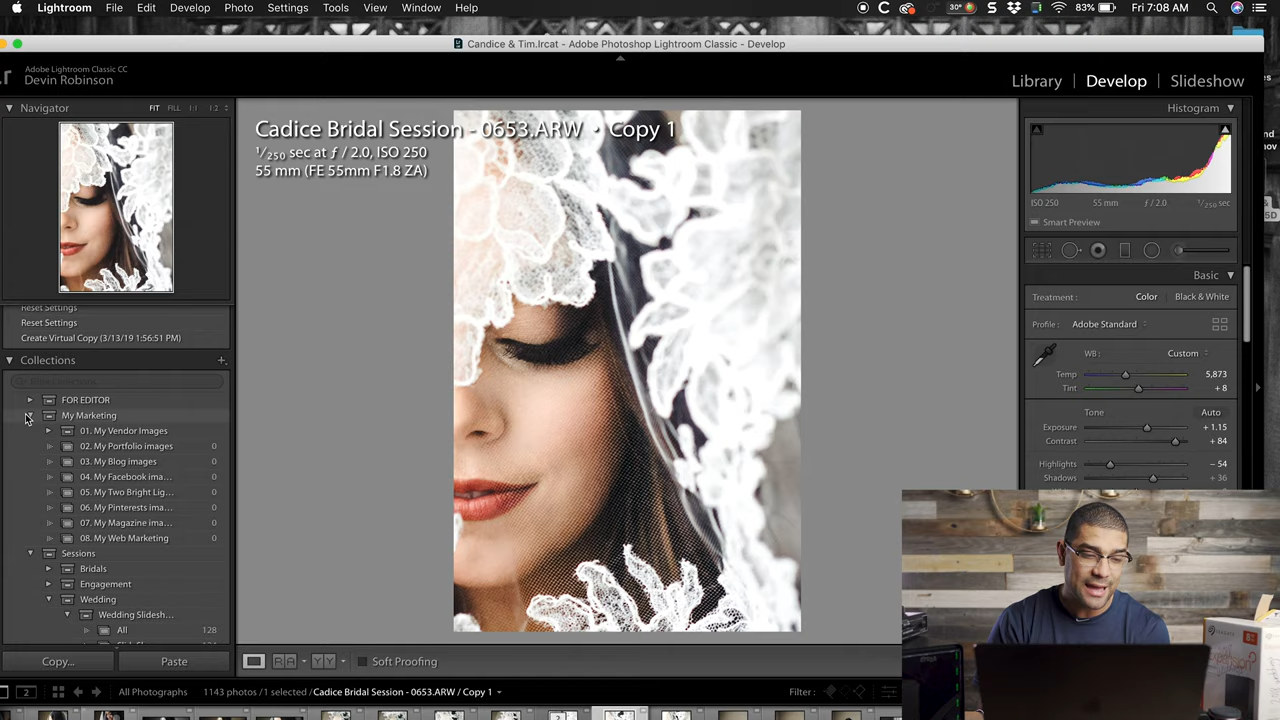 Lightroom File Edit Develop Photo Settings Tools View Window Help 30° 83% Fri 7:08 AM
Candice & Tim.lrcat - Adobe Photoshop Lightroom Classic - Develop
Adobe Lightroom Classic CC
Devin Robinson
Library | Develop | Slideshow
Navigator FIT FILL 1:1 1:2
Histogram
Cadice Bridal Session - 0653.ARW • Copy 1
1/250 sec at ƒ / 2.0, ISO 250
55 mm (FE 55mm F1.8 ZA)
ISO 250 55 mm ƒ / 2.0 1/250 sec
Smart Preview
Basic
Treatment : Color | Black & White
Profile : Adobe Standard
WB : Custom
Temp 5,873
Tint + 8
Tone Auto
Exposure + 1.15
Contrast + 84
Highlights – 54
Shadows + 36
Reset Settings
Reset Settings
Create Virtual Copy (3/13/19 1:56:51 PM)
Collections
FOR EDITOR
My Marketing
01. My Vendor Images
02. My Portfolio images 0
03. My Blog images 0
04. My Facebook ima... 0
05. My Two Bright Lig... 0
06. My Pinterests ima... 0
07. My Magazine ima... 0
08. My Web Marketing 0
Sessions
Bridals
Engagement
Wedding
Wedding Slidesh...
All 128
Copy... Paste
Soft Proofing
2 All Photographs 1143 photos /1 selected / Cadice Bridal Session - 0653.ARW / Copy 1 Filter :
SEAGATE